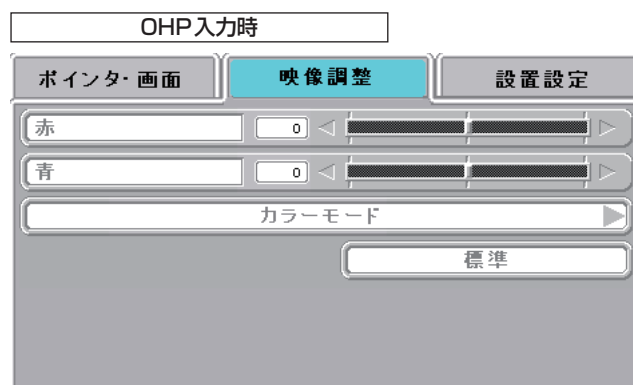 OHP入力時
ポインタ・画面 映像調整 設置設定
赤 0
青 0
カラーモード
標準